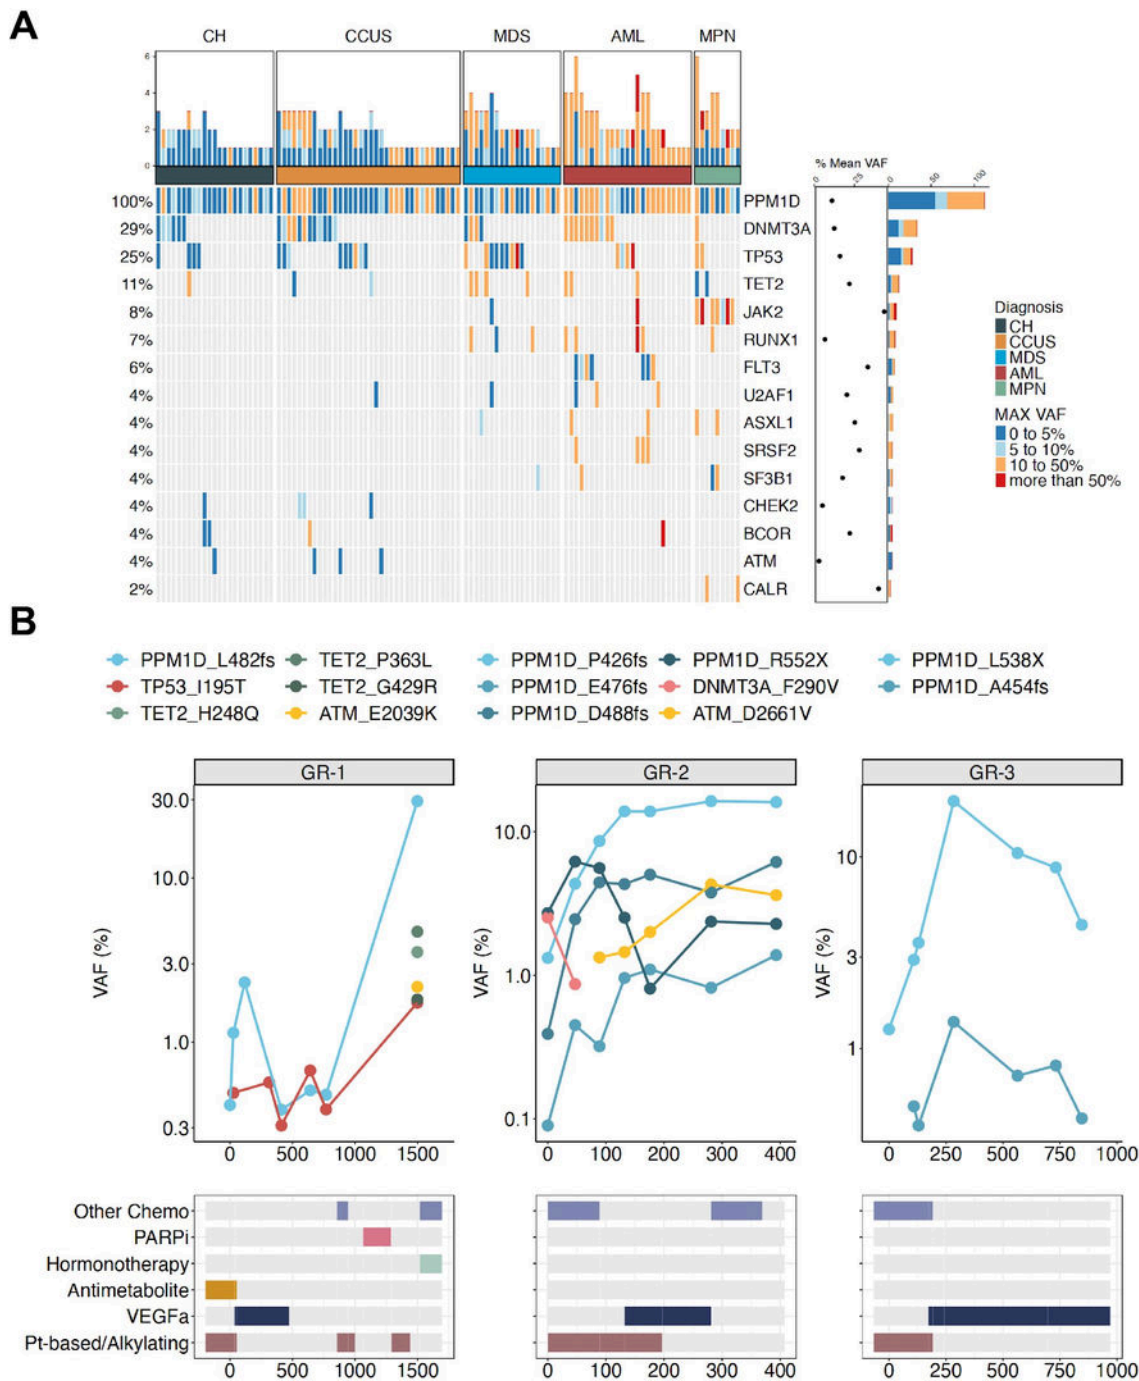 A
CH CCUS MDS AML MPN
6
4
2
0
% Mean VAF
0 25 0 50 100
100% PPM1D
29% DNMT3A
25% TP53
11% TET2
8% JAK2
7% RUNX1
6% FLT3
4% U2AF1
4% ASXL1
4% SRSF2
4% SF3B1
4% CHEK2
4% BCOR
4% ATM
2% CALR
Diagnosis
CH
CCUS
MDS
AML
MPN
MAX VAF
0 to 5%
5 to 10%
10 to 50%
more than 50%
B
PPM1D_L482fs TET2_P363L PPM1D_P426fs PPM1D_R552X PPM1D_L538X
TP53_I195T TET2_G429R PPM1D_E476fs DNMT3A_F290V PPM1D_A454fs
TET2_H248Q ATM_E2039K PPM1D_D488fs ATM_D2661V
GR-1 GR-2 GR-3
VAF (%) VAF (%) VAF (%)
30.0
10.0
3.0
1.0
0.3
10.0
1.0
0.1
10
3
1
0 500 1000 1500 0 100 200 300 400 0 250 500 750 1000
Other Chemo
PARPi
Hormonotherapy
Antimetabolite
VEGFa
Pt-based/Alkylating
0 500 1000 1500 0 100 200 300 400 0 250 500 750 1000